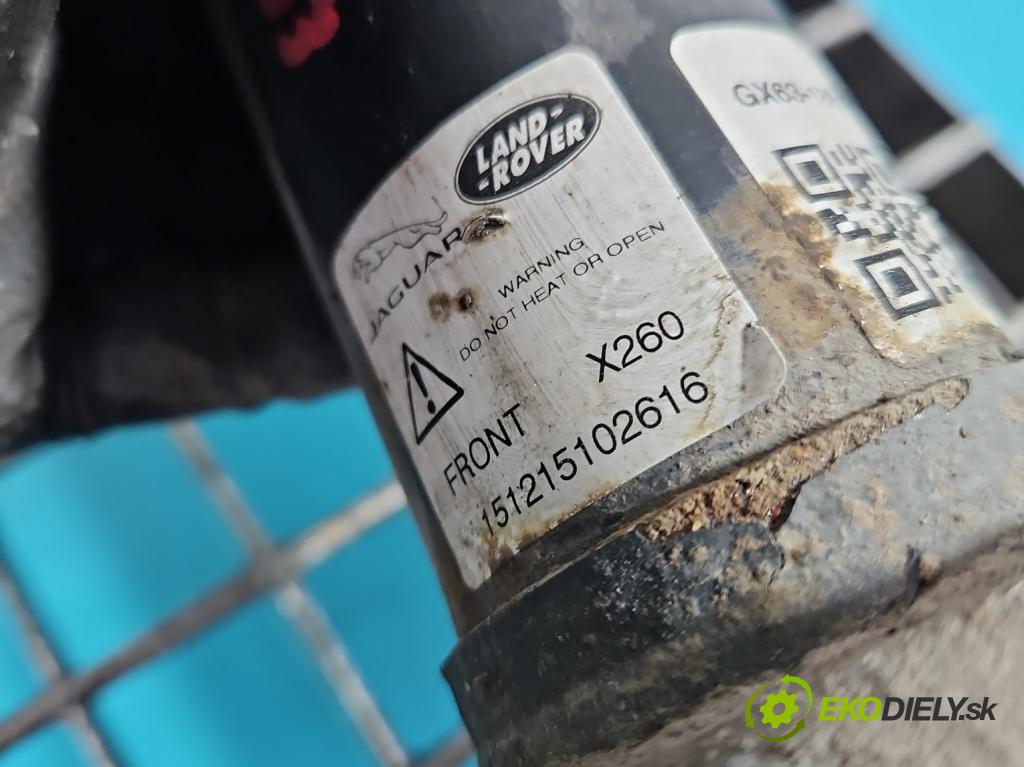 LAND-
-ROVER
JAGUAR
WARNING
DO NOT HEAT OR OPEN
X260
FRONT
151215102616
GX63-
EKODIELY.sk